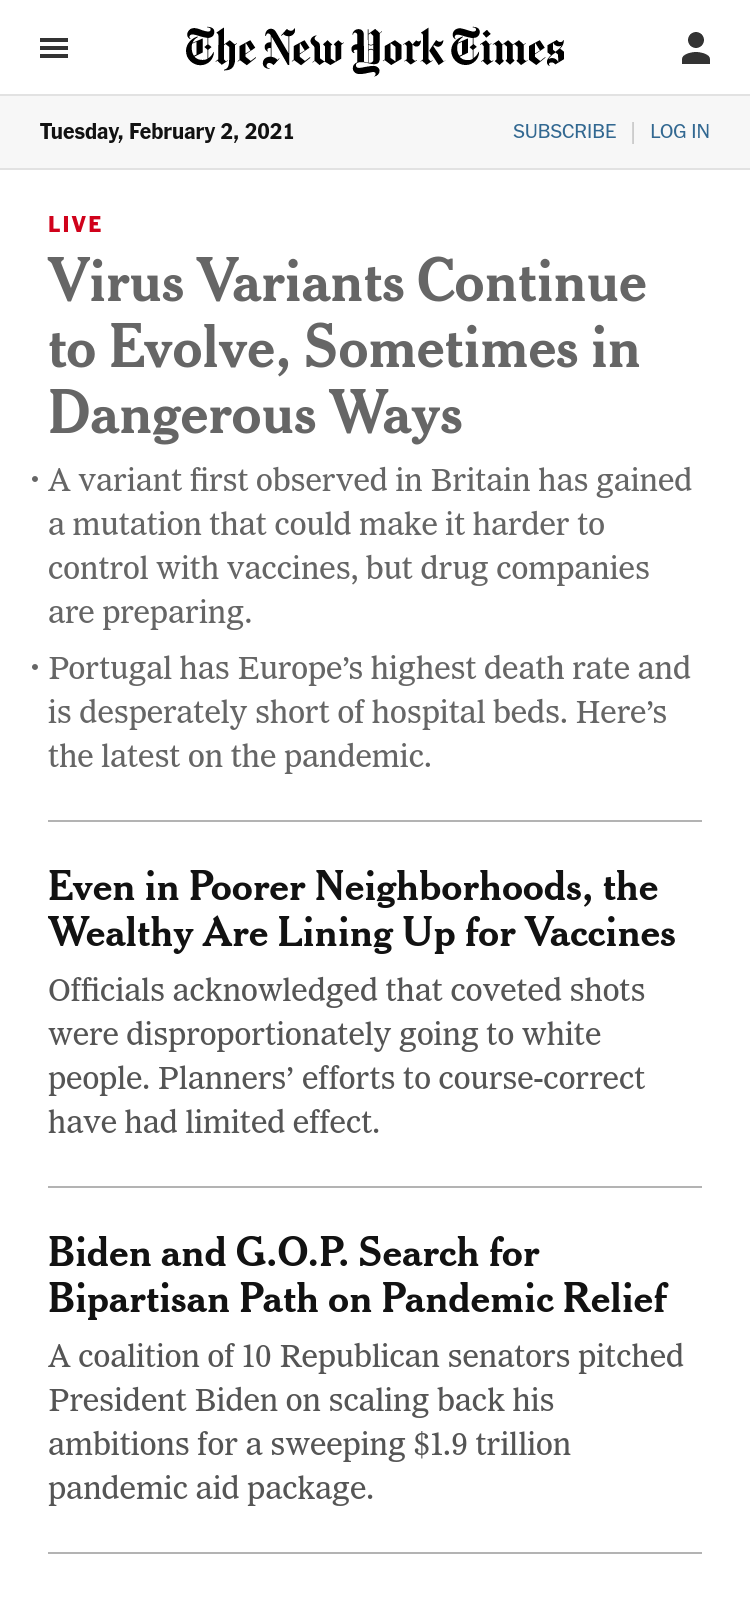 The New York Times
Tuesday, February 2, 2021
SUBSCRIBE | LOG IN
LIVE
Virus Variants Continue
to Evolve, Sometimes in
Dangerous Ways
• A variant first observed in Britain has gained
a mutation that could make it harder to
control with vaccines, but drug companies
are preparing.
• Portugal has Europe’s highest death rate and
is desperately short of hospital beds. Here’s
the latest on the pandemic.
Even in Poorer Neighborhoods, the
Wealthy Are Lining Up for Vaccines
Officials acknowledged that coveted shots
were disproportionately going to white
people. Planners’ efforts to course-correct
have had limited effect.
Biden and G.O.P. Search for
Bipartisan Path on Pandemic Relief
A coalition of 10 Republican senators pitched
President Biden on scaling back his
ambitions for a sweeping $1.9 trillion
pandemic aid package.